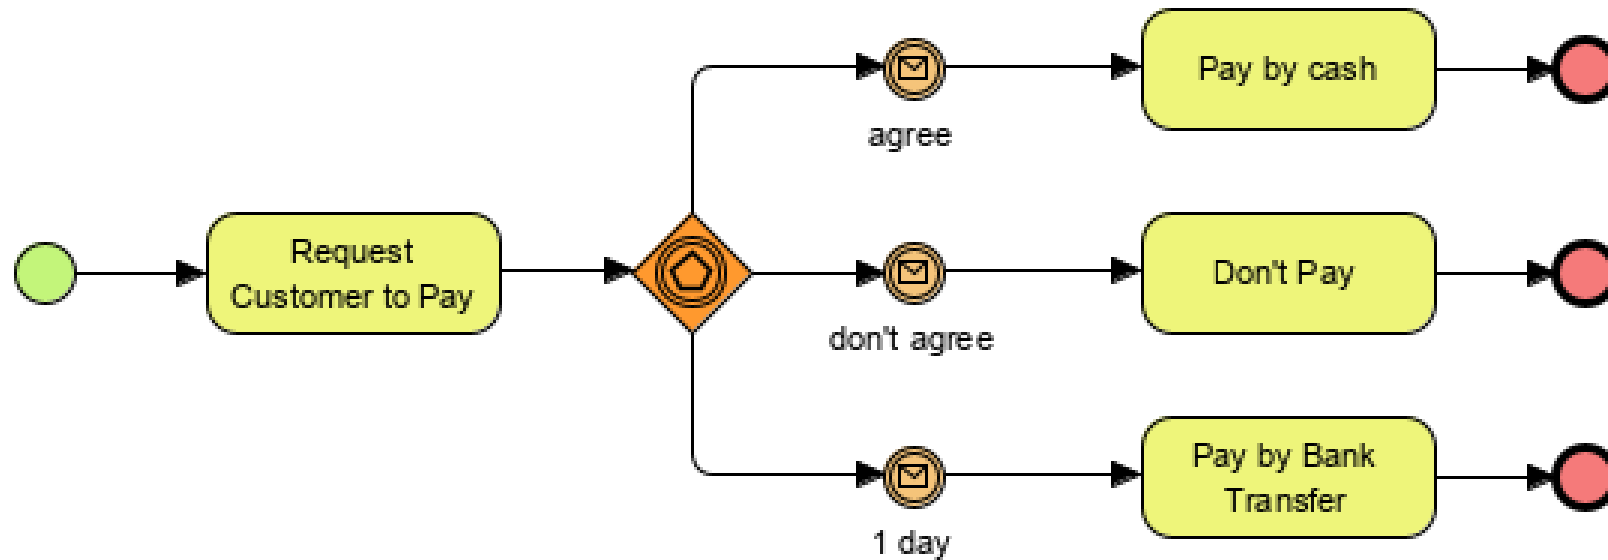 Pay by cash
agree
Request
Customer to Pay
Don't Pay
don't agree
Pay by Bank
Transfer
1 day